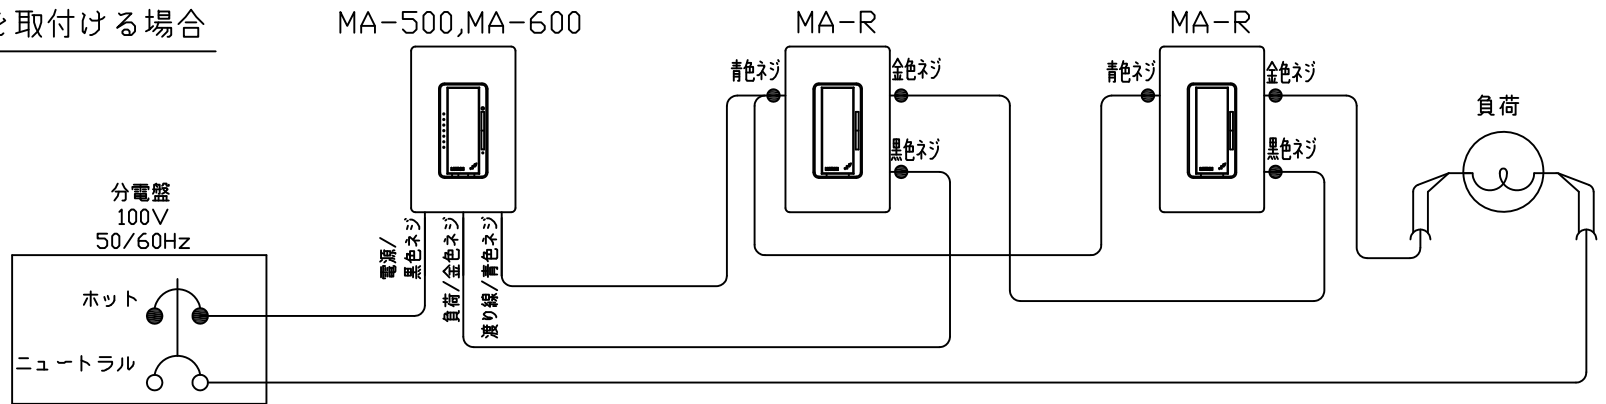 を取付ける場合
MA-500,MA-600
MA-R
MA-R
青色ネジ
金色ネジ
青色ネジ
金色ネジ
負荷
黒色ネジ
黒色ネジ
分電盤
100V
50/60Hz
電源/
黒色ネジ
負荷/金色ネジ
渡り線/青色ネジ
ホット
ニュートラル